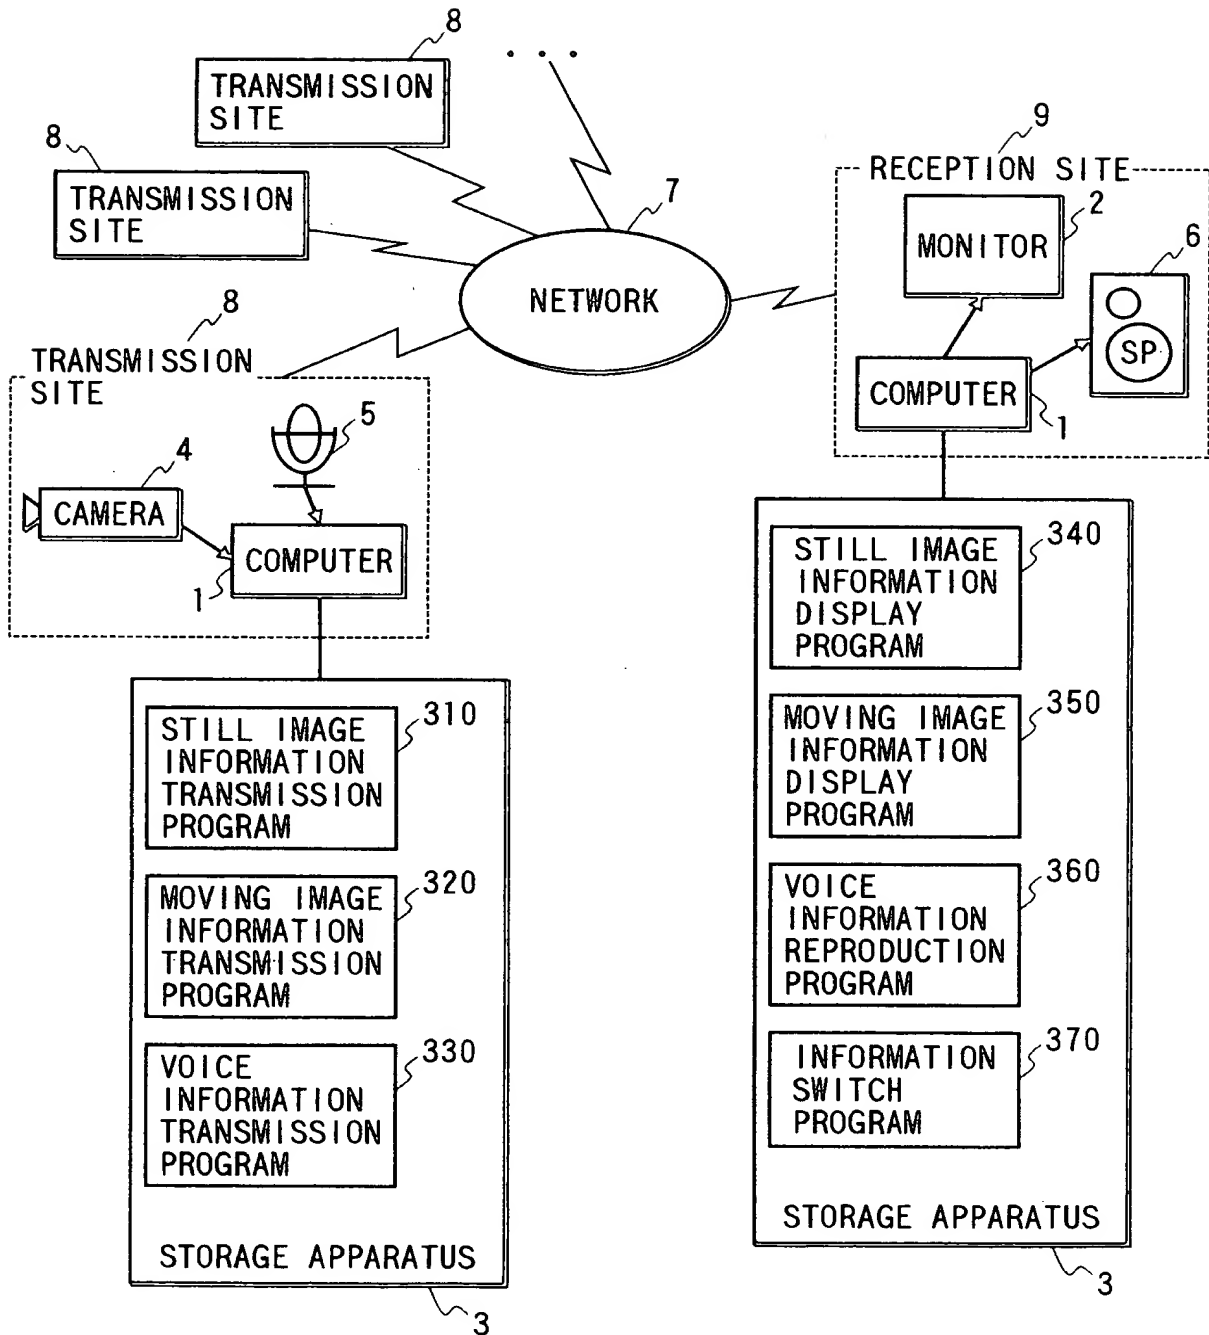 8
TRANSMISSION
SITE
8
TRANSMISSION
SITE
7
NETWORK
9
RECEPTION SITE
2
MONITOR
6
SP
COMPUTER
1
8
TRANSMISSION
SITE
5
4
CAMERA
COMPUTER
1
310
STILL IMAGE
INFORMATION
TRANSMISSION
PROGRAM
320
MOVING IMAGE
INFORMATION
TRANSMISSION
PROGRAM
330
VOICE
INFORMATION
TRANSMISSION
PROGRAM
STORAGE APPARATUS
3
340
STILL IMAGE
INFORMATION
DISPLAY
PROGRAM
350
MOVING IMAGE
INFORMATION
DISPLAY
PROGRAM
360
VOICE
INFORMATION
REPRODUCTION
PROGRAM
370
INFORMATION
SWITCH
PROGRAM
STORAGE APPARATUS
3